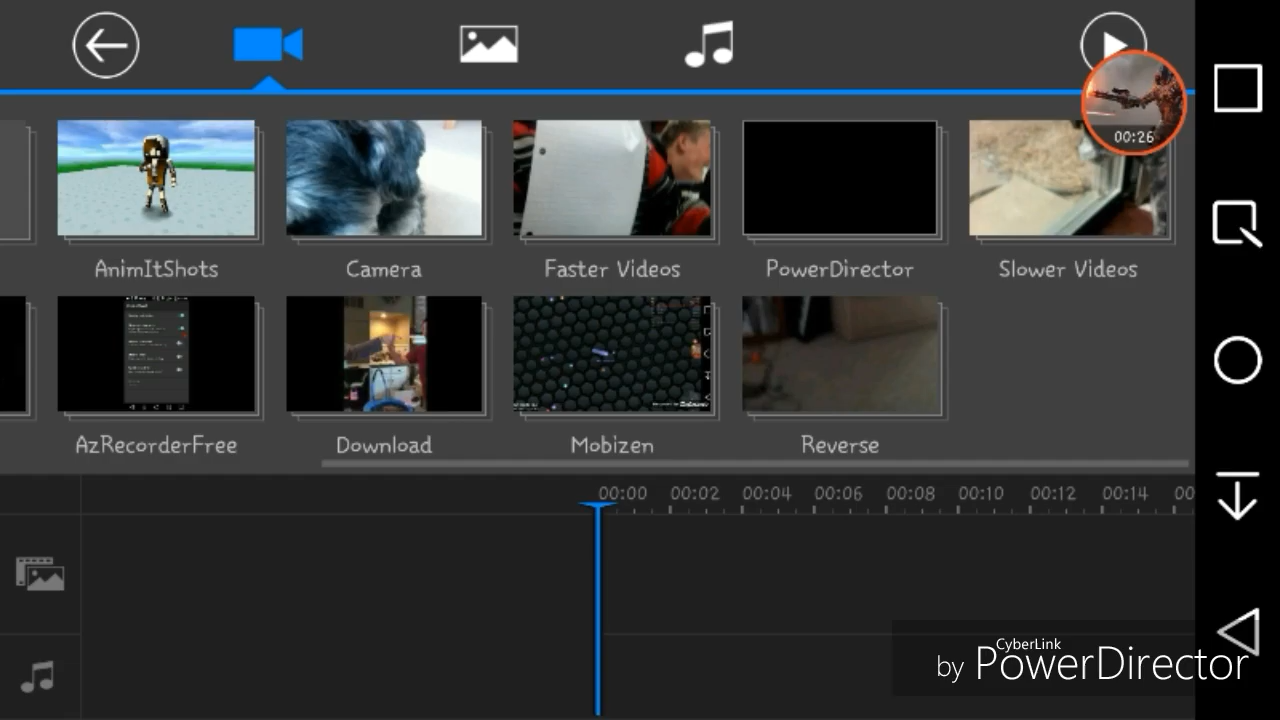 00:26
AnimItShots
Camera
Faster Videos
PowerDirector
Slower Videos
AzRecorderFree
Download
Mobizen
Reverse
00:00 00:02 00:04 00:06 00:08 00:10 00:12 00:14 00
CyberLink
by PowerDirector